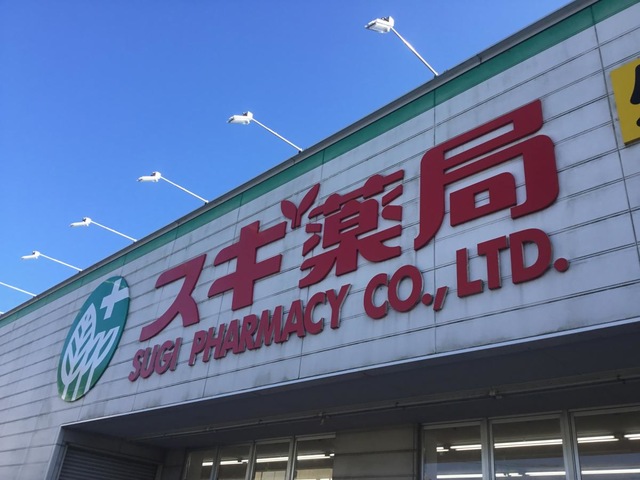 スギ薬局
SUGI PHARMACY CO., LTD.